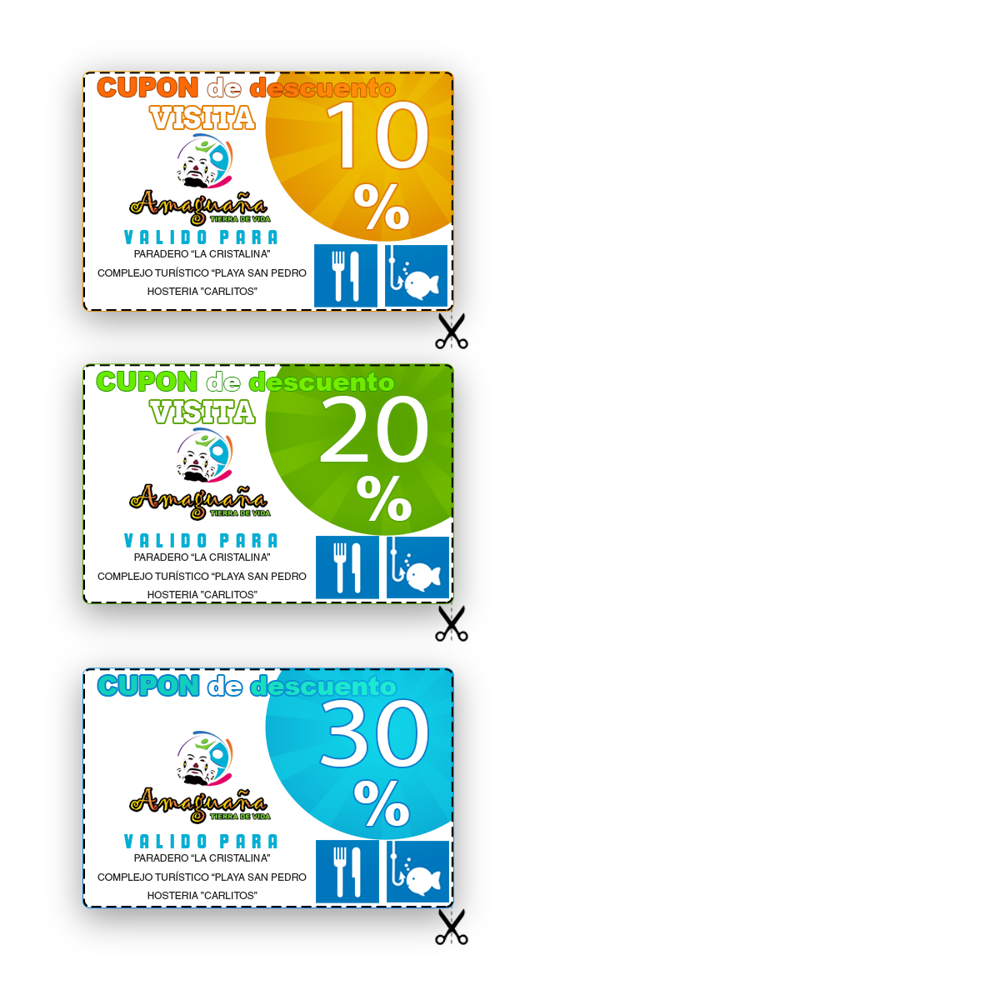 CUPON de descuento
VISITA
10
%
Amaguaña
TIERRA DE VIDA
VALIDO PARA
PARADERO “LA CRISTALINA”
COMPLEJO TURÍSTICO “PLAYA SAN PEDRO
HOSTERIA ”CARLITOS”
CUPON de descuento
VISITA
20
%
Amaguaña
TIERRA DE VIDA
VALIDO PARA
PARADERO “LA CRISTALINA”
COMPLEJO TURÍSTICO “PLAYA SAN PEDRO
HOSTERIA ”CARLITOS”
CUPON de descuento
30
%
Amaguaña
TIERRA DE VIDA
VALIDO PARA
PARADERO “LA CRISTALINA”
COMPLEJO TURÍSTICO “PLAYA SAN PEDRO
HOSTERIA ”CARLITOS”